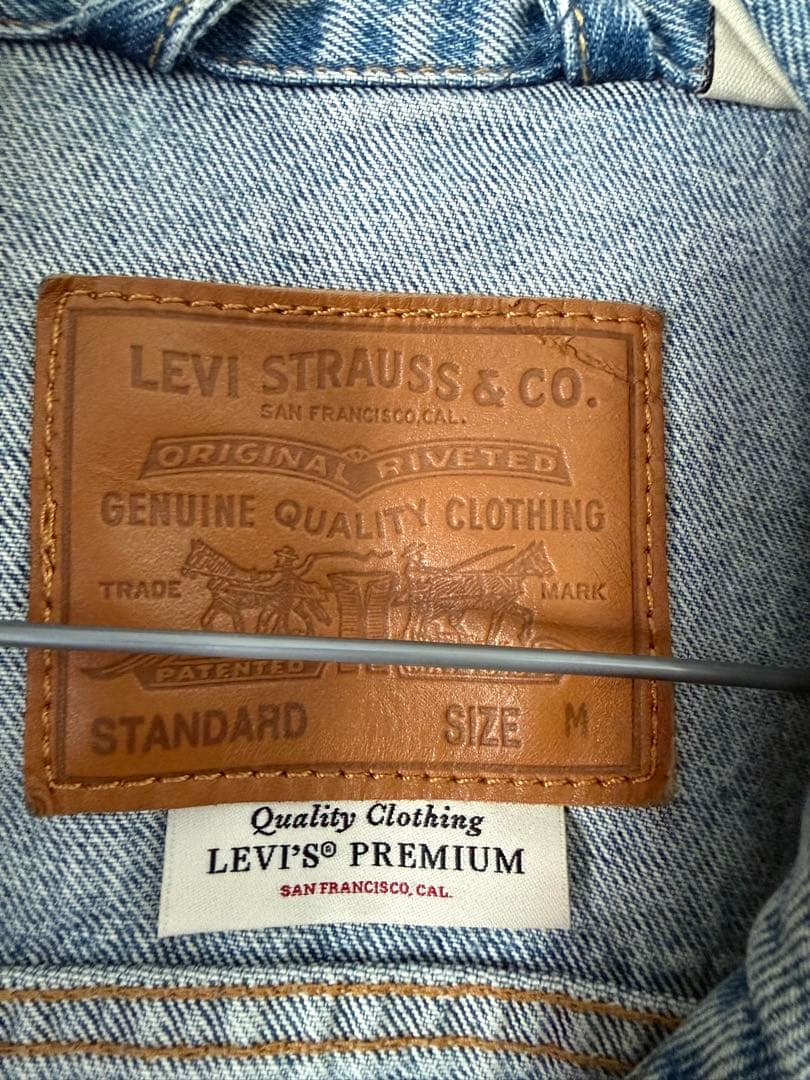 LEVI STRAUSS & CO.
SAN FRANCISCO, CAL.
ORIGINAL RIVETED
GENUINE QUALITY CLOTHING
TRADE MARK
PATENTED
STANDARD SIZE M
Quality Clothing
LEVI'S® PREMIUM
SAN FRANCISCO, CAL.